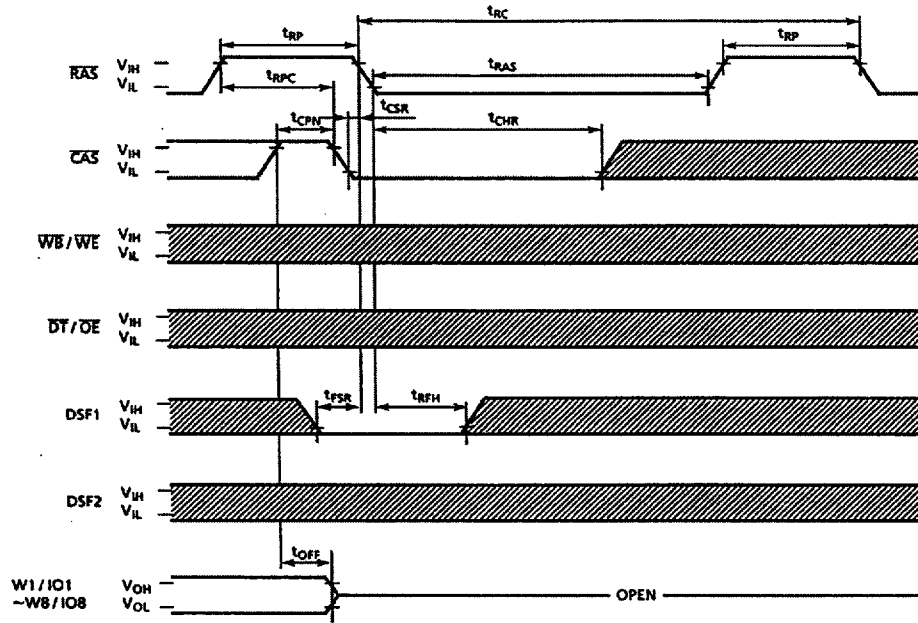 tRC
tRP
tRP
RAS VIH
VIL
tRPC
tRAS
tCSR
tCPN
tCHR
CAS VIH
VIL
WB / WE VIH
VIL
DT / OE VIH
VIL
tFSR
tRFH
DSF1 VIH
VIL
DSF2 VIH
VIL
tOFF
W1 / IO1 VOH
~W8 / IO8 VOL
OPEN